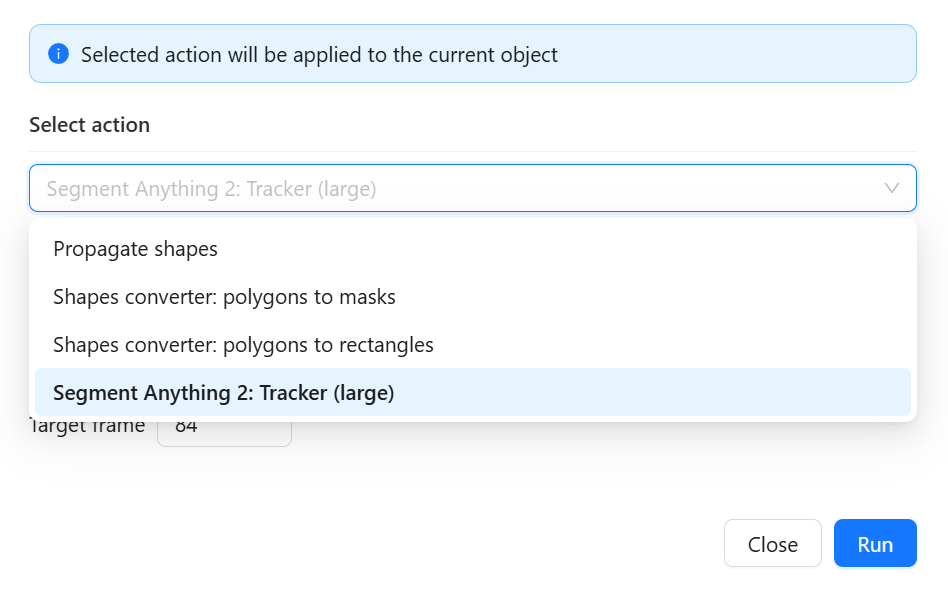 Selected action will be applied to the current object
Select action
Segment Anything 2: Tracker (large)
Propagate shapes
Shapes converter: polygons to masks
Shapes converter: polygons to rectangles
Segment Anything 2: Tracker (large)
Target frame 84
Close Run